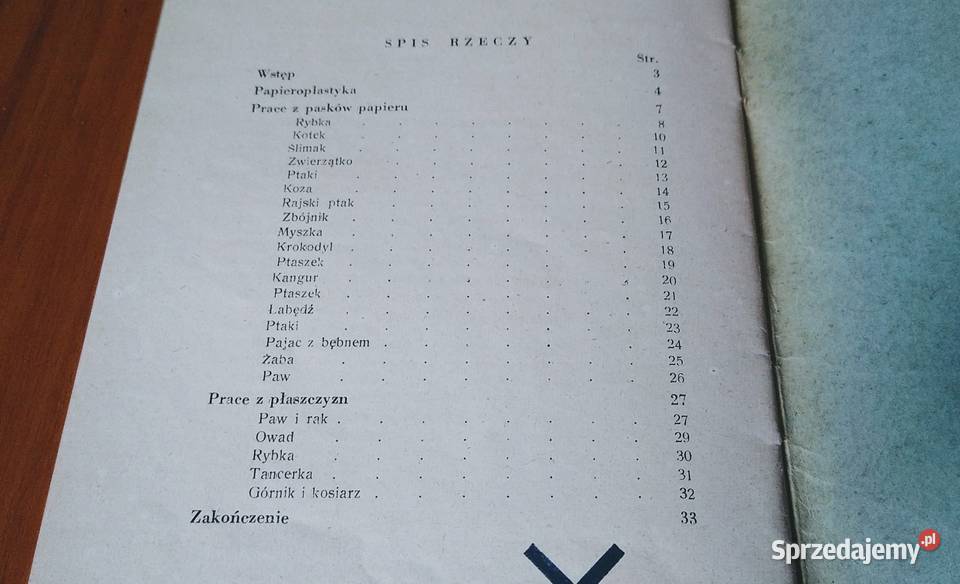 SPIS RZECZY
Str.
Wstęp 3
Papieroplastyka 4
Prace z pasków papieru 7
Rybka . . . . . . . . 8
Kotek . . . . . . . . 10
Ślimak . . . . . . . . 11
Zwierzątko . . . . . . . 12
Ptaki . . . . . . . . 13
Koza . . . . . . . . 14
Rajski ptak . . . . . . . 15
Zbójnik . . . . . . . . 16
Myszka . . . . . . . . 17
Krokodyl . . . . . . . . 18
Ptaszek . . . . . . . 19
Kangur . . . . . . . . 20
Ptaszek . . . . . . . . 21
Łabędź . . . . . . . . 22
Ptaki . . . . . . . . 23
Pajac z bębnem . . . . . . . 24
Żaba . . . . . . . . 25
Paw . . . . . . . . 26
Prace z płaszczyzn 27
Paw i rak . . . . . . . . 27
Owad . . . . . . . . 29
Rybka . . . . . . . . 30
Tancerka . . . . . . . . 31
Górnik i kosiarz . . . . . . . 32
Zakończenie 33
Sprzedajemy.pl